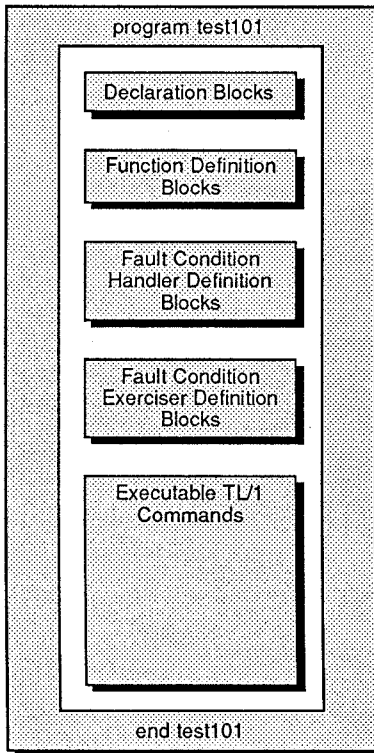 program test101
Declaration Blocks
Function Definition
Blocks
Fault Condition
Handler Definition
Blocks
Fault Condition
Exerciser Definition
Blocks
Executable TL/1
Commands
end test101